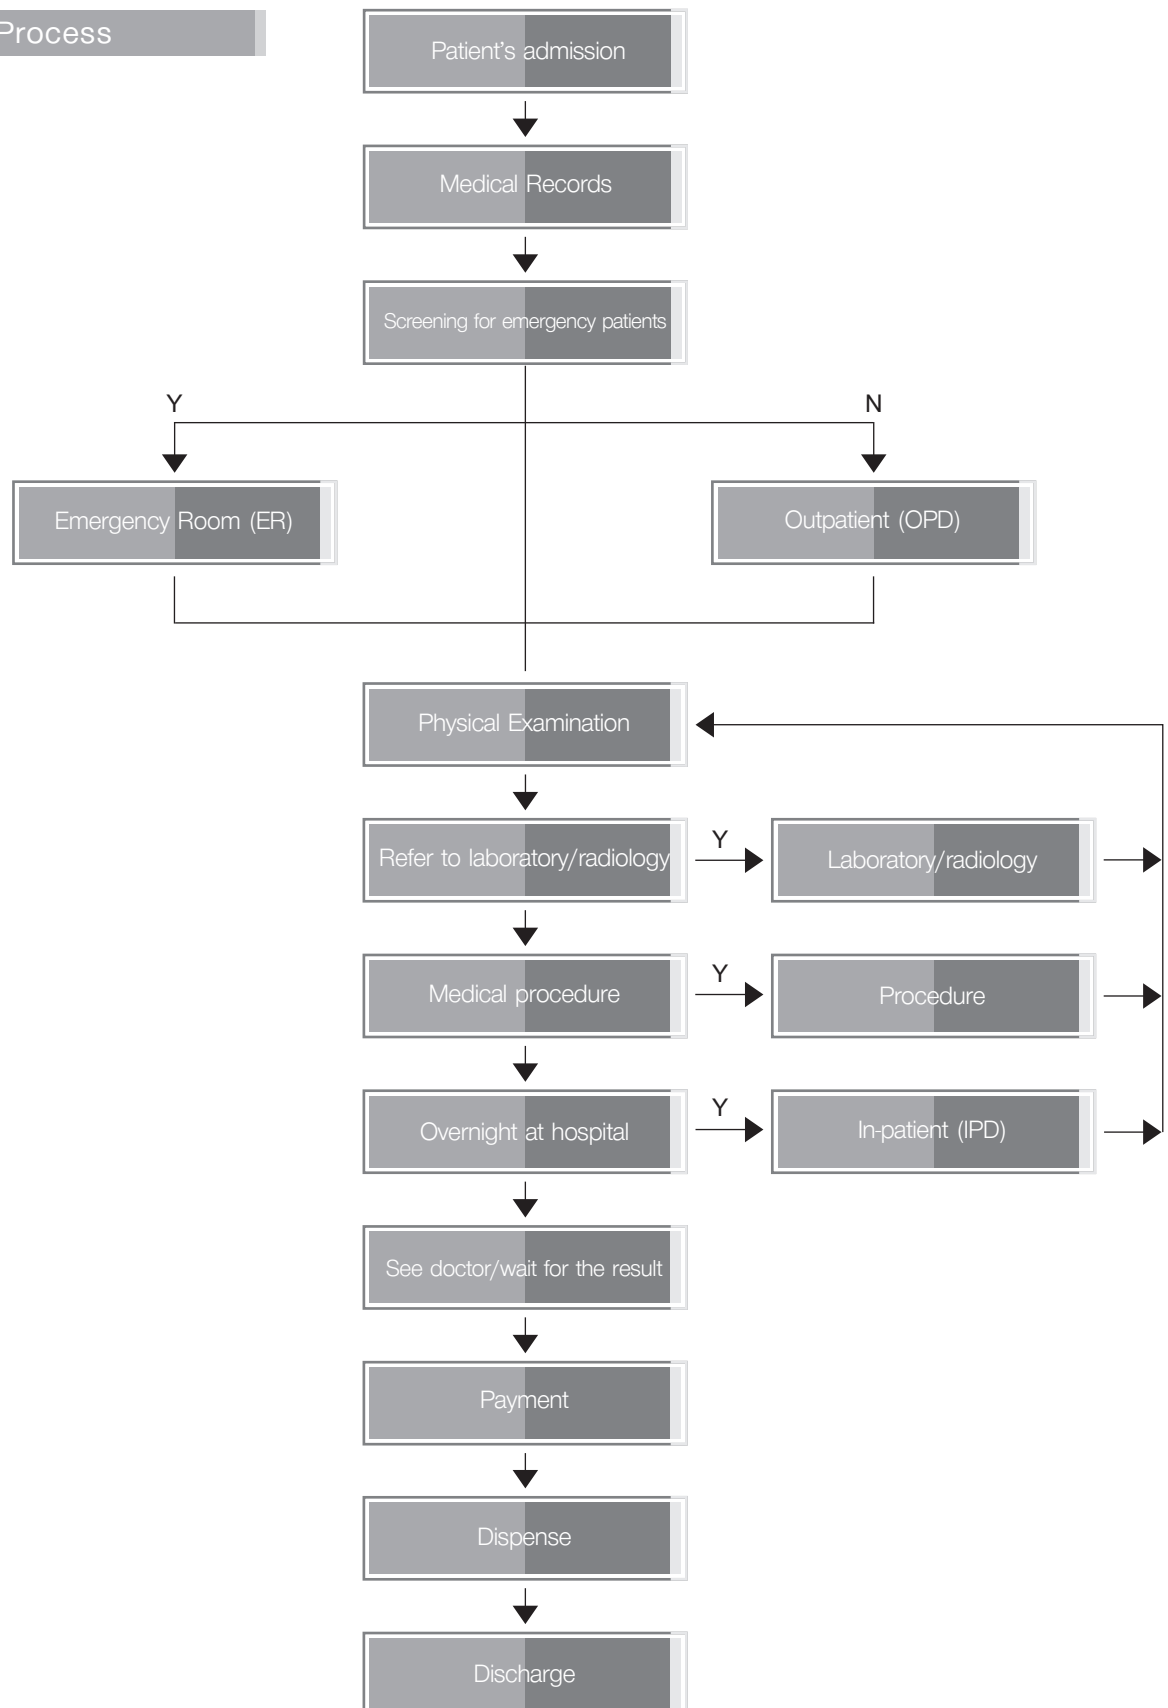 Process
Patient's admission
Medical Records
Screening for emergency patients
Y
N
Emergency Room (ER)
Outpatient (OPD)
Physical Examination
Refer to laboratory/radiology
Y
Laboratory/radiology
Medical procedure
Y
Procedure
Overnight at hospital
Y
In-patient (IPD)
See doctor/wait for the result
Payment
Dispense
Discharge